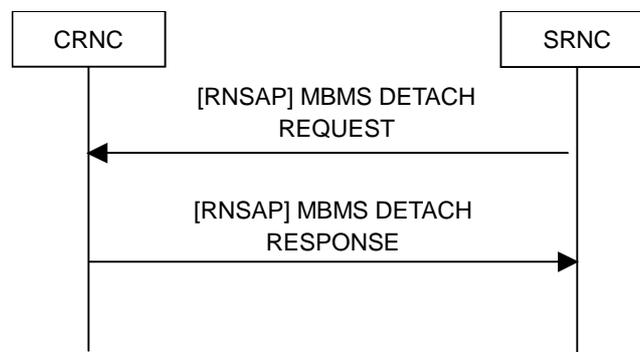 CRNC
SRNC
[RNSAP] MBMS DETACH
REQUEST
[RNSAP] MBMS DETACH
RESPONSE